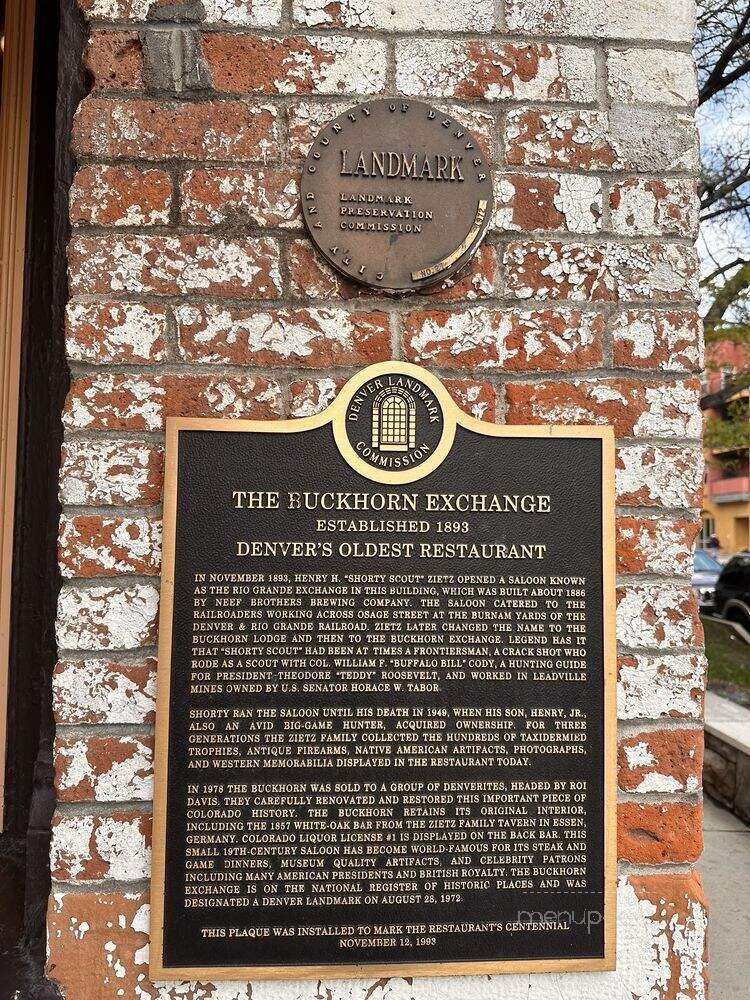 CITY AND COUNTY OF DENVER
LANDMARK
LANDMARK
PRESERVATION
COMMISSION
NO.
DENVER LANDMARK
COMMISSION
THE BUCKHORN EXCHANGE
ESTABLISHED 1893
DENVER'S OLDEST RESTAURANT
IN NOVEMBER 1893, HENRY H. "SHORTY SCOUT" ZIETZ OPENED A SALOON KNOWN
AS THE RIO GRANDE EXCHANGE IN THIS BUILDING, WHICH WAS BUILT ABOUT 1886
BY NEEF BROTHERS BREWING COMPANY. THE SALOON CATERED TO THE
RAILROADERS WORKING ACROSS OSAGE STREET AT THE BURNAM YARDS OF THE
DENVER & RIO GRANDE RAILROAD. ZIETZ LATER CHANGED THE NAME TO THE
BUCKHORN LODGE AND THEN TO THE BUCKHORN EXCHANGE. LEGEND HAS IT
THAT "SHORTY SCOUT" HAD BEEN AT TIMES A FRONTIERSMAN, A CRACK SHOT WHO
RODE AS A SCOUT WITH COL. WILLIAM F. "BUFFALO BILL" CODY, A HUNTING GUIDE
FOR PRESIDENT THEODORE "TEDDY" ROOSEVELT, AND WORKED IN LEADVILLE
MINES OWNED BY U.S. SENATOR HORACE W. TABOR
SHORTY RAN THE SALOON UNTIL HIS DEATH IN 1949, WHEN HIS SON, HENRY, JR.,
ALSO AN AVID BIG-GAME HUNTER, ACQUIRED OWNERSHIP. FOR THREE
GENERATIONS THE ZIETZ FAMILY COLLECTED THE HUNDREDS OF TAXIDERMIED
TROPHIES, ANTIQUE FIREARMS, NATIVE AMERICAN ARTIFACTS, PHOTOGRAPHS,
AND WESTERN MEMORABILIA DISPLAYED IN THE RESTAURANT TODAY.
IN 1978 THE BUCKHORN WAS SOLD TO A GROUP OF DENVERITES, HEADED BY ROI
DAVIS. THEY CAREFULLY RENOVATED AND RESTORED THIS IMPORTANT PIECE OF
COLORADO HISTORY. THE BUCKHORN RETAINS ITS ORIGINAL INTERIOR,
INCLUDING THE 1857 WHITE-OAK BAR FROM THE ZIETZ FAMILY TAVERN IN ESSEN,
GERMANY. COLORADO LIQUOR LICENSE #1 IS DISPLAYED ON THE BACK BAR. THIS
SMALL 19TH-CENTURY SALOON HAS BECOME WORLD-FAMOUS FOR ITS STEAK AND
GAME DINNERS, MUSEUM QUALITY ARTIFACTS, AND CELEBRITY PATRONS
INCLUDING MANY AMERICAN PRESIDENTS AND BRITISH ROYALTY. THE BUCKHORN
EXCHANGE IS ON THE NATIONAL REGISTER OF HISTORIC PLACES AND WAS
DESIGNATED A DENVER LANDMARK ON AUGUST 28, 1972
THIS PLAQUE WAS INSTALLED TO MARK THE RESTAURANT'S CENTENNIAL
NOVEMBER 12, 1993
menup